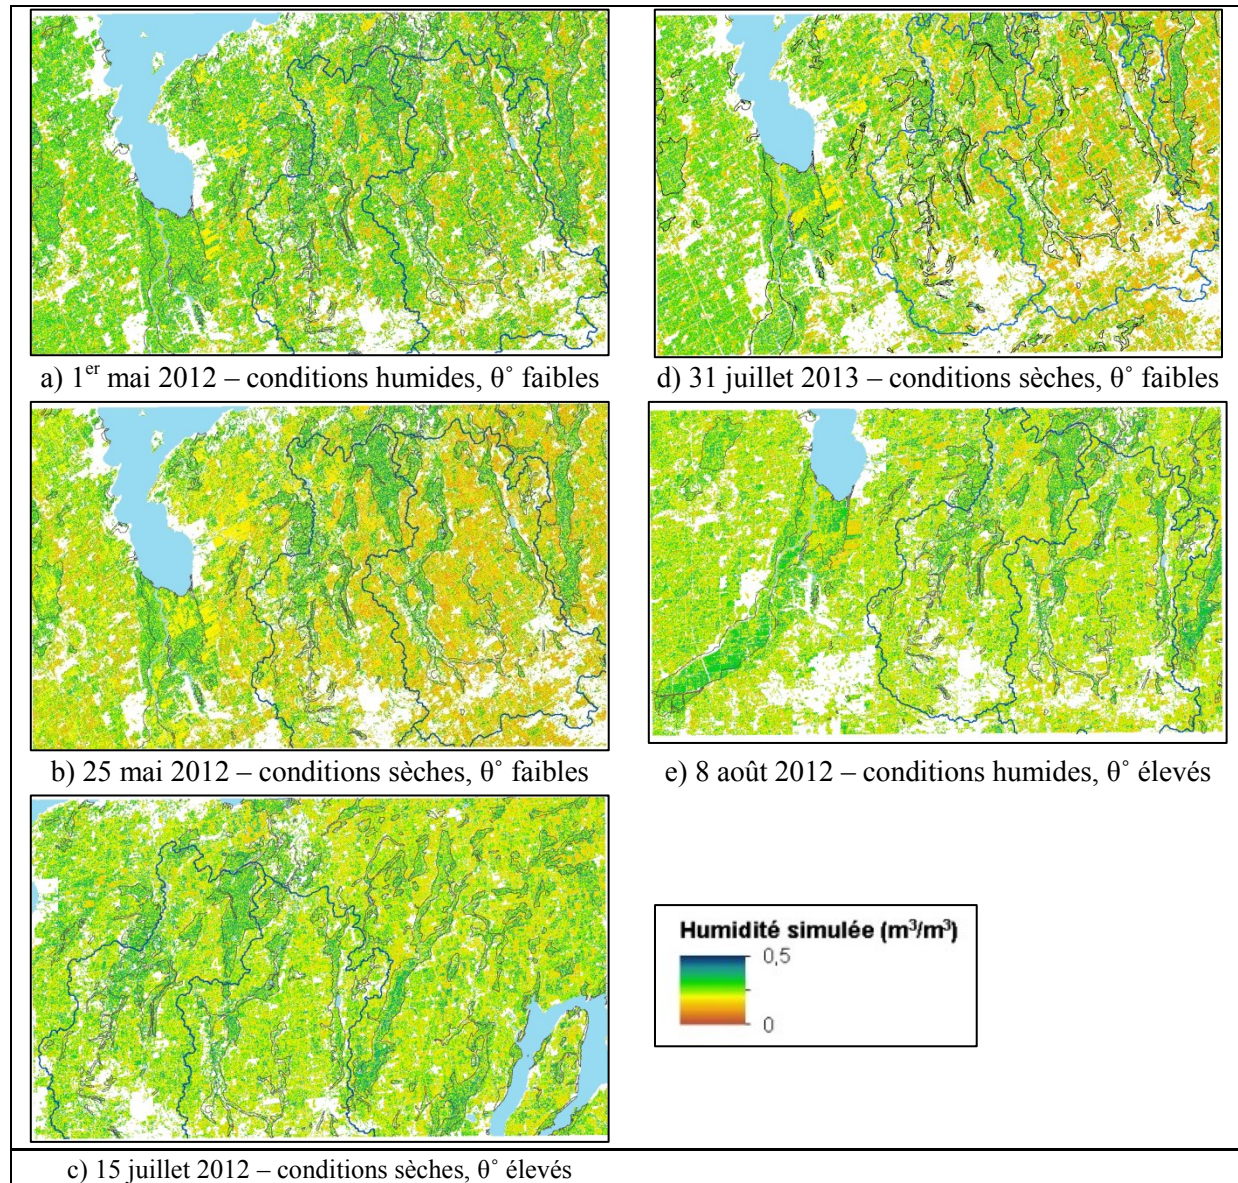 a) 1er mai 2012 – conditions humides, θ° faibles
d) 31 juillet 2013 – conditions sèches, θ° faibles
b) 25 mai 2012 – conditions sèches, θ° faibles
e) 8 août 2012 – conditions humides, θ° élevés
Humidité simulée (m³/m³)
0,5
0
c) 15 juillet 2012 – conditions sèches, θ° élevés